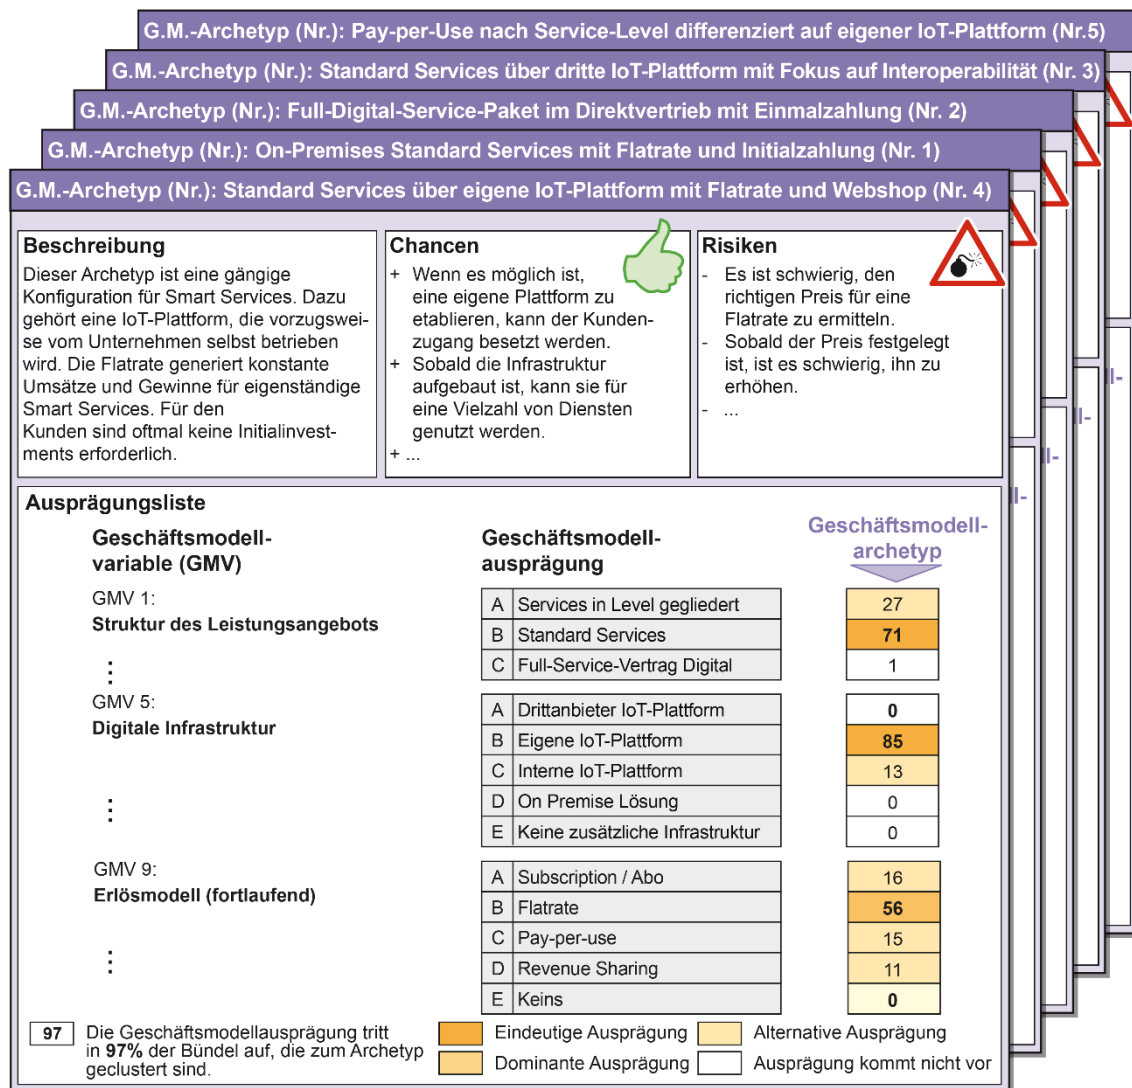 G.M.-Archetyp (Nr.): Pay-per-Use nach Service-Level differenziert auf eigener IoT-Plattform (Nr.5)
G.M.-Archetyp (Nr.): Standard Services über dritte IoT-Plattform mit Fokus auf Interoperabilität (Nr. 3)
G.M.-Archetyp (Nr.): Full-Digital-Service-Paket im Direktvertrieb mit Einmalzahlung (Nr. 2)
G.M.-Archetyp (Nr.): On-Premises Standard Services mit Flatrate und Initialzahlung (Nr. 1)
G.M.-Archetyp (Nr.): Standard Services über eigene IoT-Plattform mit Flatrate und Webshop (Nr. 4)
Beschreibung
Dieser Archetyp ist eine gängige
Konfiguration für Smart Services. Dazu
gehört eine IoT-Plattform, die vorzugswei-
se vom Unternehmen selbst betrieben
wird. Die Flatrate generiert konstante
Umsätze und Gewinne für eigenständige
Smart Services. Für den
Kunden sind oftmal keine Initialinvest-
ments erforderlich.
Chancen
+ Wenn es möglich ist,
eine eigene Plattform zu
etablieren, kann der Kunden-
zugang besetzt werden.
+ Sobald die Infrastruktur
aufgebaut ist, kann sie für
eine Vielzahl von Diensten
genutzt werden.
+ ...
Risiken
- Es ist schwierig, den
richtigen Preis für eine
Flatrate zu ermitteln.
- Sobald der Preis festgelegt
ist, ist es schwierig, ihn zu
erhöhen.
- ...
Ausprägungsliste
Geschäftsmodell-
variable (GMV)
Geschäftsmodell-
ausprägung
Geschäftsmodell-
archetyp
GMV 1:
Struktur des Leistungsangebots
A Services in Level gegliedert 27
B Standard Services 71
C Full-Service-Vertrag Digital 1
GMV 5:
Digitale Infrastruktur
A Drittanbieter IoT-Plattform 0
B Eigene IoT-Plattform 85
C Interne IoT-Plattform 13
D On Premise Lösung 0
E Keine zusätzliche Infrastruktur 0
GMV 9:
Erlösmodell (fortlaufend)
A Subscription / Abo 16
B Flatrate 56
C Pay-per-use 15
D Revenue Sharing 11
E Keins 0
97 Die Geschäftsmodellausprägung tritt
in 97% der Bündel auf, die zum Archetyp
geclustert sind.
Eindeutige Ausprägung
Dominante Ausprägung
Alternative Ausprägung
Ausprägung kommt nicht vor
ll-
ll-
ll-
ll-